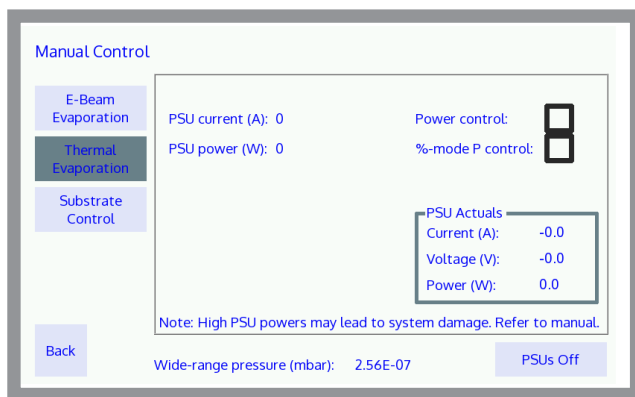 Manual Control
E-Beam
Evaporation
Thermal
Evaporation
Substrate
Control
PSU current (A): 0
PSU power (W): 0
Power control:
%-mode P control:
PSU Actuals
Current (A): -0.0
Voltage (V): -0.0
Power (W): 0.0
Note: High PSU powers may lead to system damage. Refer to manual.
Back
Wide-range pressure (mbar): 2.56E-07
PSUs Off